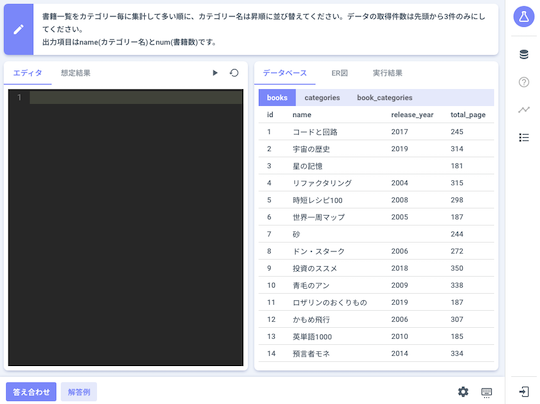 書籍一覧をカテゴリー毎に集計して多い順に、カテゴリー名は昇順に並び替えてください。データの取得件数は先頭から3件のみにし
てください。
出力項目はname(カテゴリー名)とnum(書籍数)です。
エディタ 想定結果
データベース ER図 実行結果
1
books categories book_categories
id name release_year total_page
1 コードと回路 2017 245
2 宇宙の歴史 2019 314
3 星の記憶 181
4 リファクタリング 2004 315
5 時短レシピ100 2008 298
6 世界一周マップ 2005 187
7 砂 244
8 ドン・スターク 2006 272
9 投資のススメ 2018 350
10 青毛のアン 2009 338
11 ロザリンのおくりもの 2019 187
12 かもめ飛行 2006 307
13 英単語1000 2010 185
14 預言者モネ 2014 334
答え合わせ 解答例